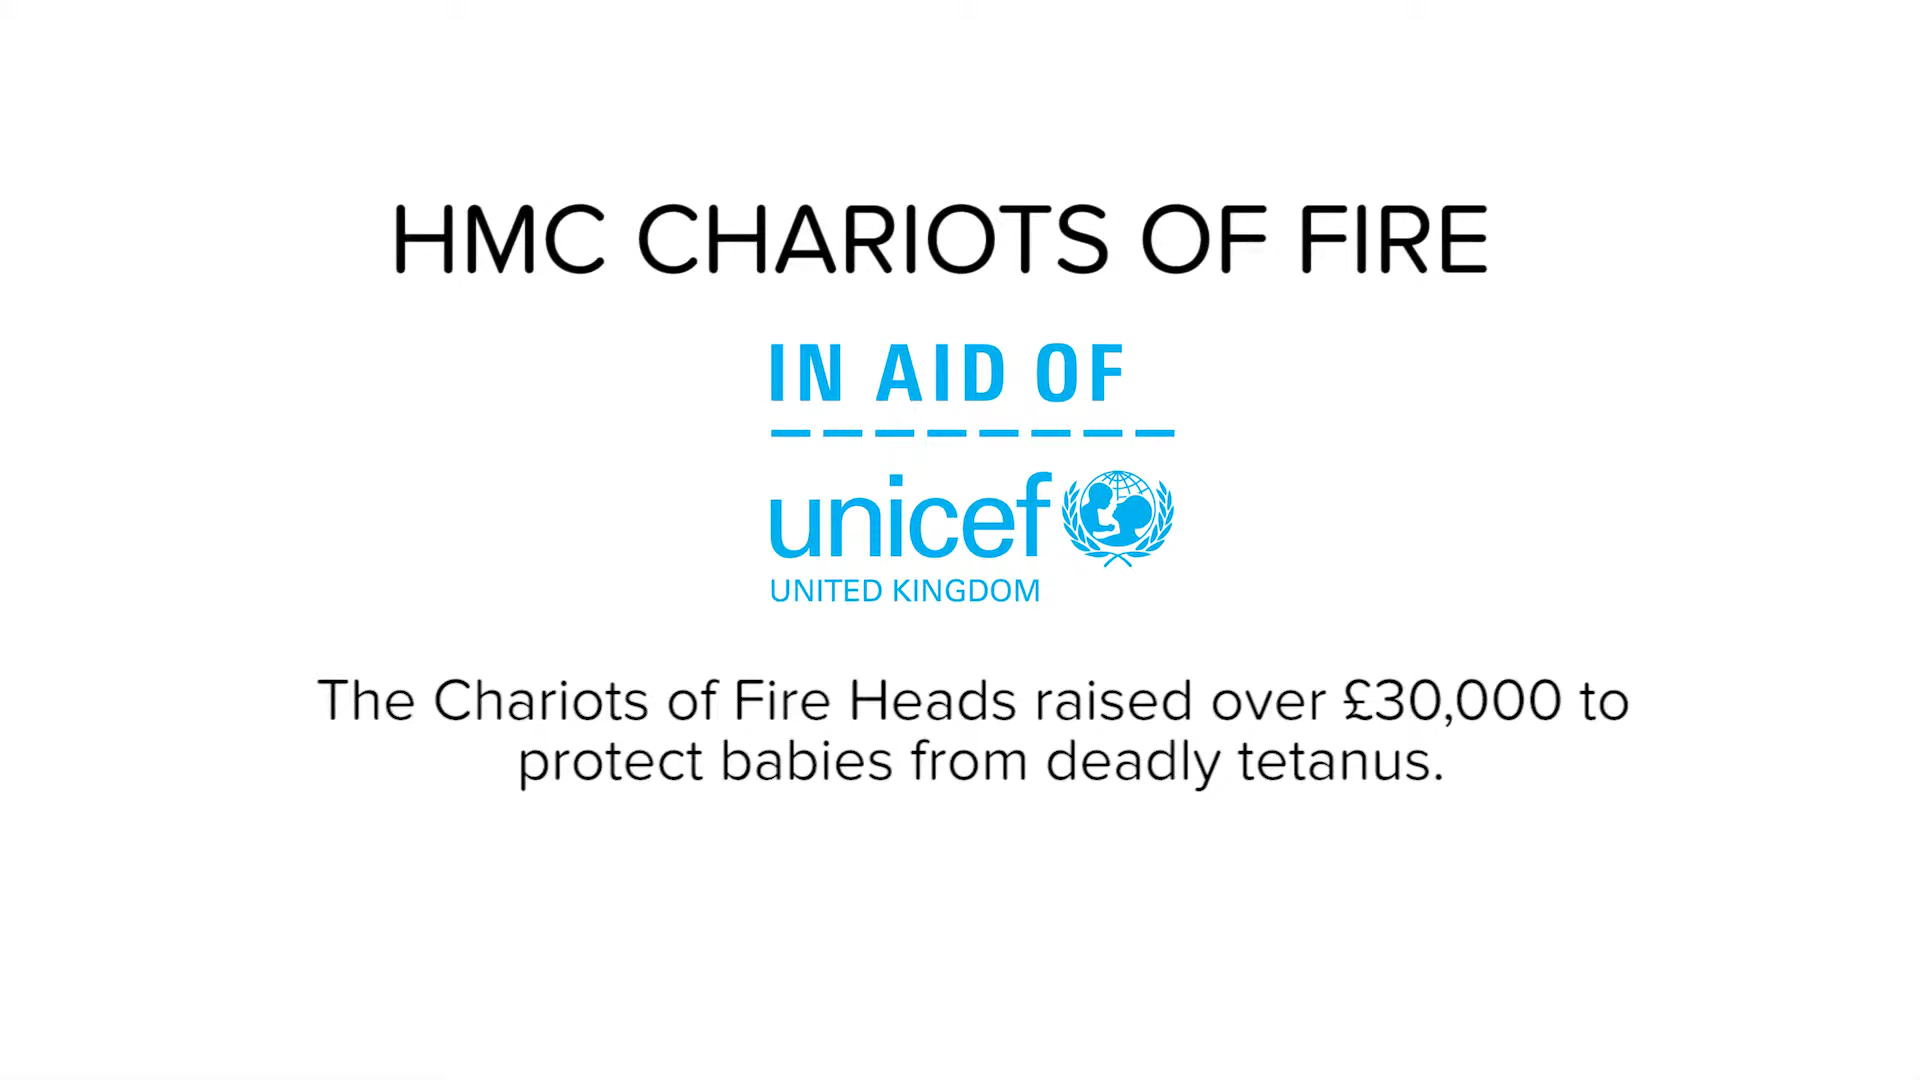 HMC CHARIOTS OF FIRE
IN AID OF
unicef
UNITED KINGDOM
The Chariots of Fire Heads raised over £30,000 to
protect babies from deadly tetanus.